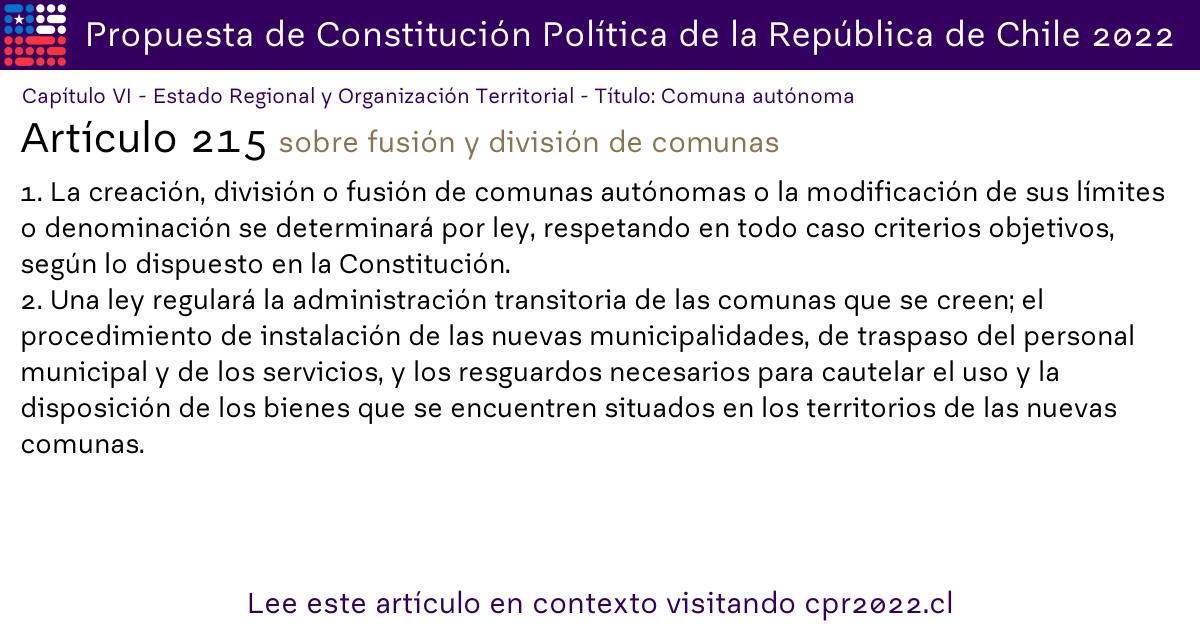 Propuesta de Constitución Política de la República de Chile 2022
Capítulo VI - Estado Regional y Organización Territorial - Título: Comuna autónoma
Artículo 215 sobre fusión y división de comunas
1. La creación, división o fusión de comunas autónomas o la modificación de sus límites
o denominación se determinará por ley, respetando en todo caso criterios objetivos,
según lo dispuesto en la Constitución.
2. Una ley regulará la administración transitoria de las comunas que se creen; el
procedimiento de instalación de las nuevas municipalidades, de traspaso del personal
municipal y de los servicios, y los resguardos necesarios para cautelar el uso y la
disposición de los bienes que se encuentren situados en los territorios de las nuevas
comunas.
Lee este artículo en contexto visitando cpr2022.cl